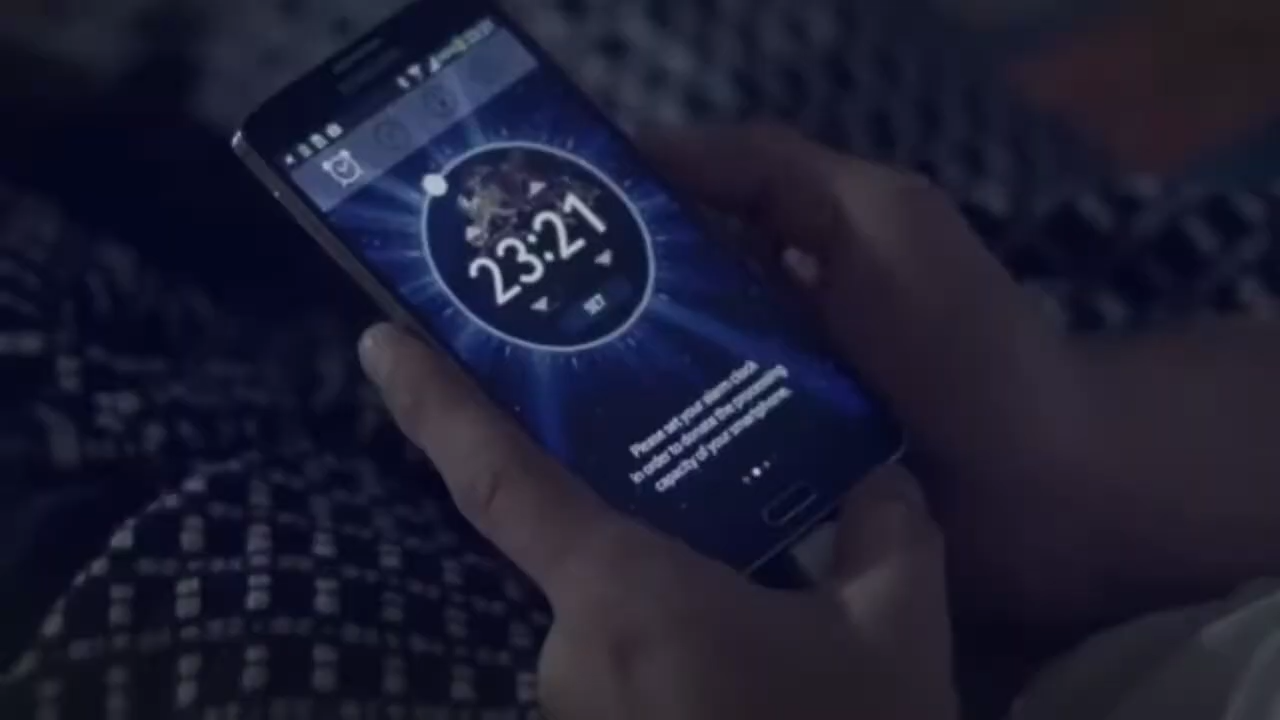 23:21
SET
Please set your alarm clock
in order to donate the processing
capacity of your smartphone.